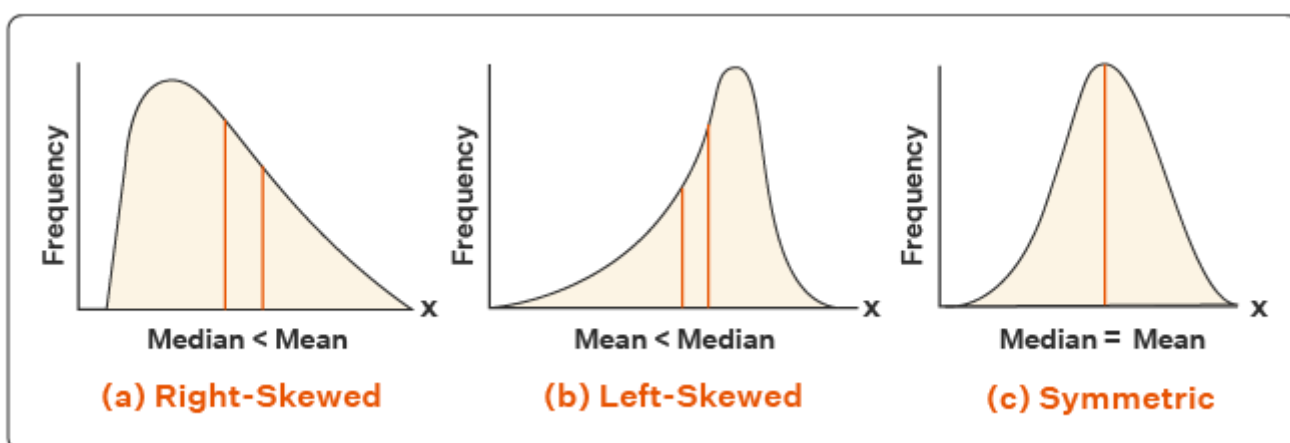 Frequency
x
Median < Mean
(a) Right-Skewed
Frequency
x
Mean < Median
(b) Left-Skewed
Frequency
x
Median = Mean
(c) Symmetric